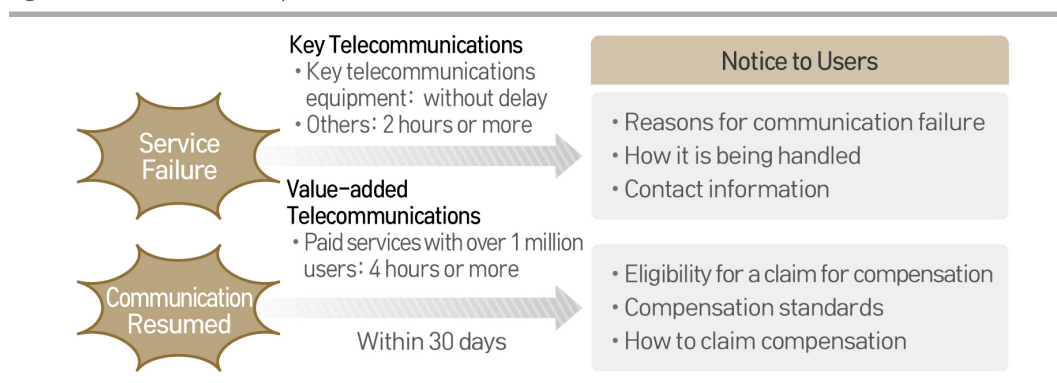 Key Telecommunications
• Key telecommunications
equipment: without delay
• Others: 2 hours or more
Service
Failure
Value-added
Telecommunications
• Paid services with over 1 million
users: 4 hours or more
Communication
Resumed
Within 30 days
Notice to Users
• Reasons for communication failure
• How it is being handled
• Contact information
• Eligibility for a claim for compensation
• Compensation standards
• How to claim compensation